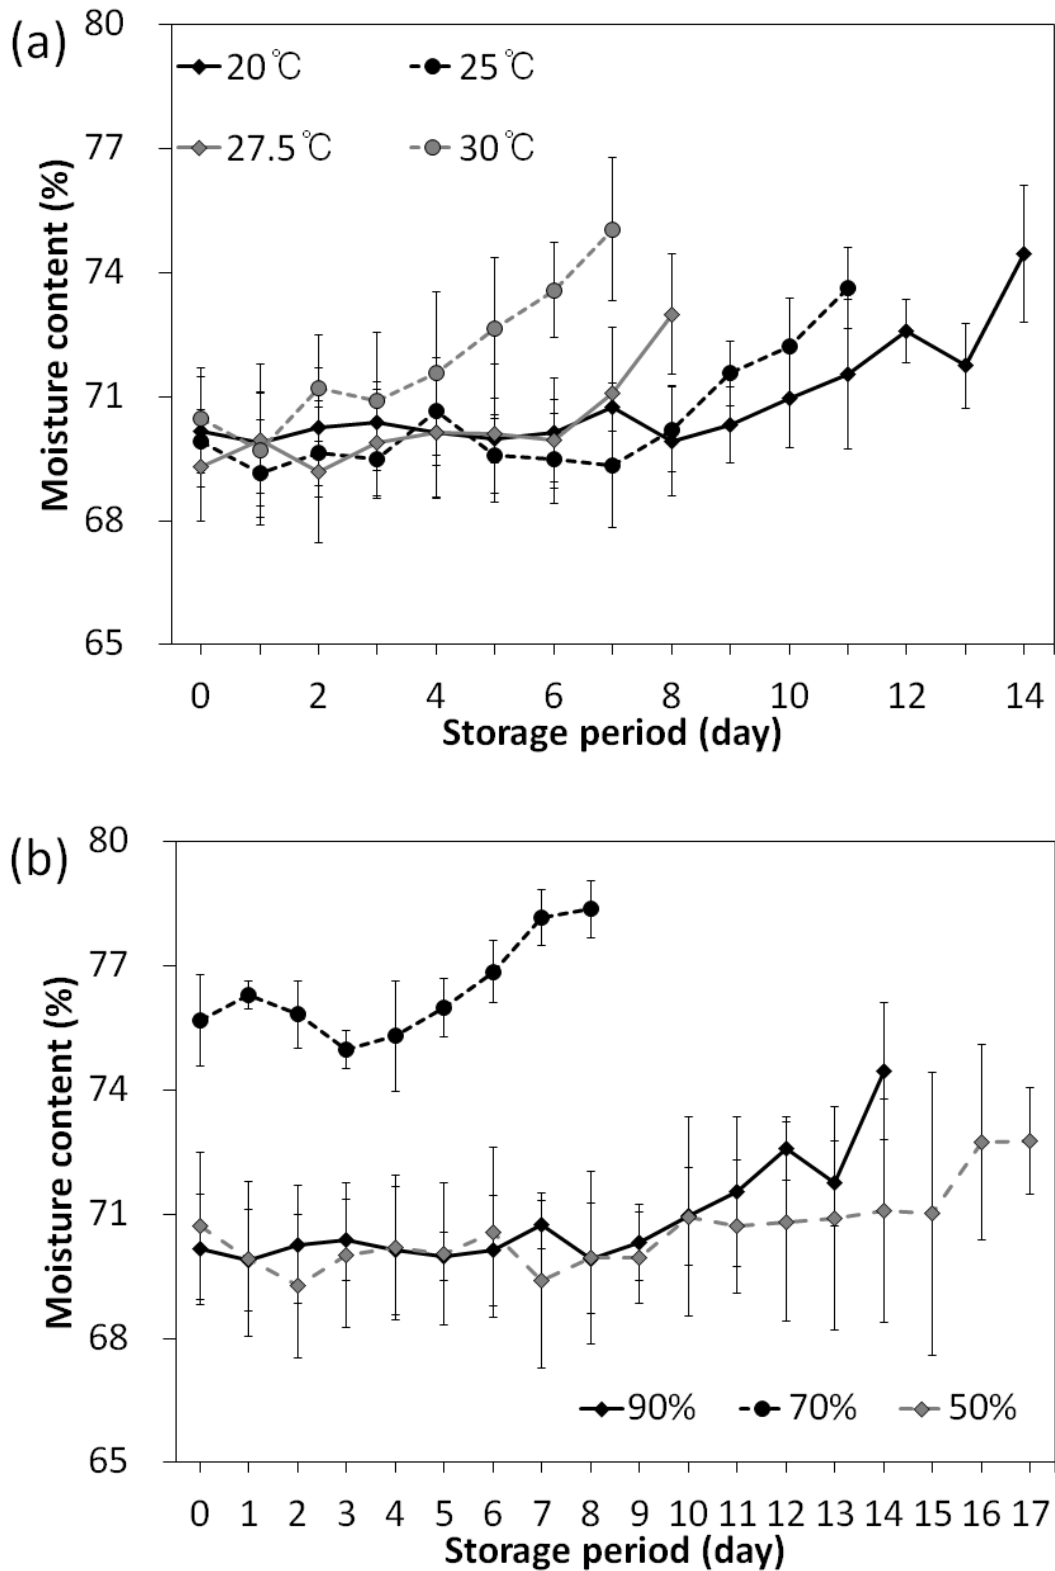 (a)
80
77
74
71
68
65
Moisture content (%)
20℃ 25℃
27.5℃ 30℃
0 2 4 6 8 10 12 14
Storage period (day)
(b)
80
77
74
71
68
65
Moisture content (%)
90% 70% 50%
0 1 2 3 4 5 6 7 8 9 10 11 12 13 14 15 16 17
Storage period (day)